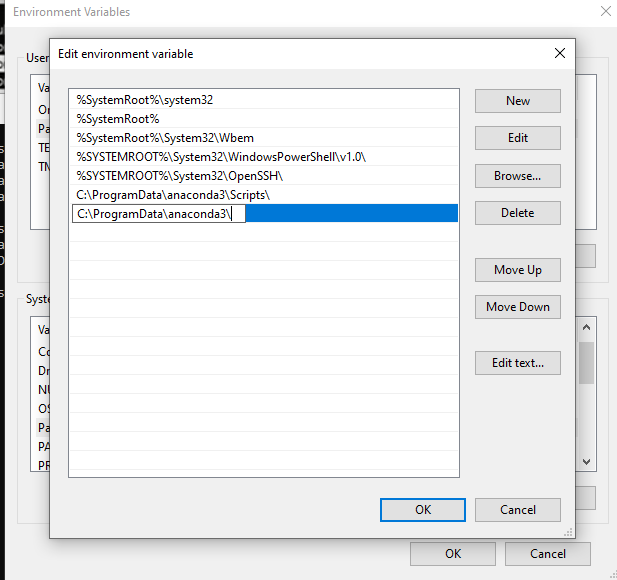 Environment Variables
Edit environment variable
User
Va
On
Pa
TE
TN
%SystemRoot%\system32
%SystemRoot%
%SystemRoot%\System32\Wbem
%SYSTEMROOT%\System32\WindowsPowerShell\v1.0\
%SYSTEMROOT%\System32\OpenSSH\
C:\ProgramData\anaconda3\Scripts\
C:\ProgramData\anaconda3\
New
Edit
Browse...
Delete
Move Up
Move Down
Edit text...
Syste
Va
Co
Dr
NU
OS
Pa
PA
PR
OK
Cancel
OK
Cancel